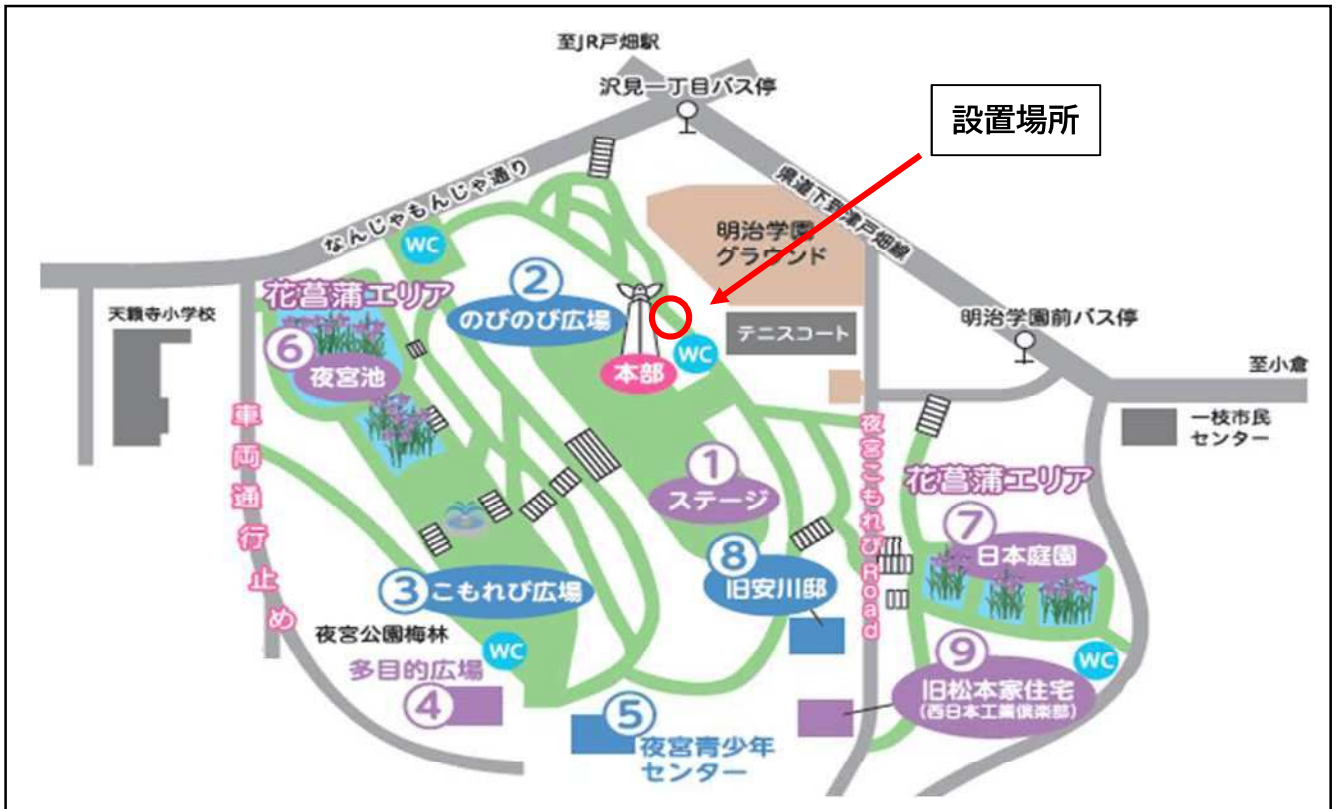 至JR戸畑駅
沢見一丁目バス停
設置場所
なんじゃもんじゃ通り
県道下到津戸畑線
明治学園
グラウンド
WC
花菖蒲エリア
②
のびのび広場
天籟寺小学校
テニスコート
明治学園前バス停
⑥
夜宮池
本部
WC
至小倉
一枝市民
センター
車両通行止め
夜宮こもれびRoad
①
ステージ
花菖蒲エリア
⑦
日本庭園
⑧
旧安川邸
③
こもれび広場
夜宮公園梅林
WC
多目的広場
④
⑤
夜宮青少年
センター
⑨
旧松本家住宅
(西日本工業倶楽部)
WC